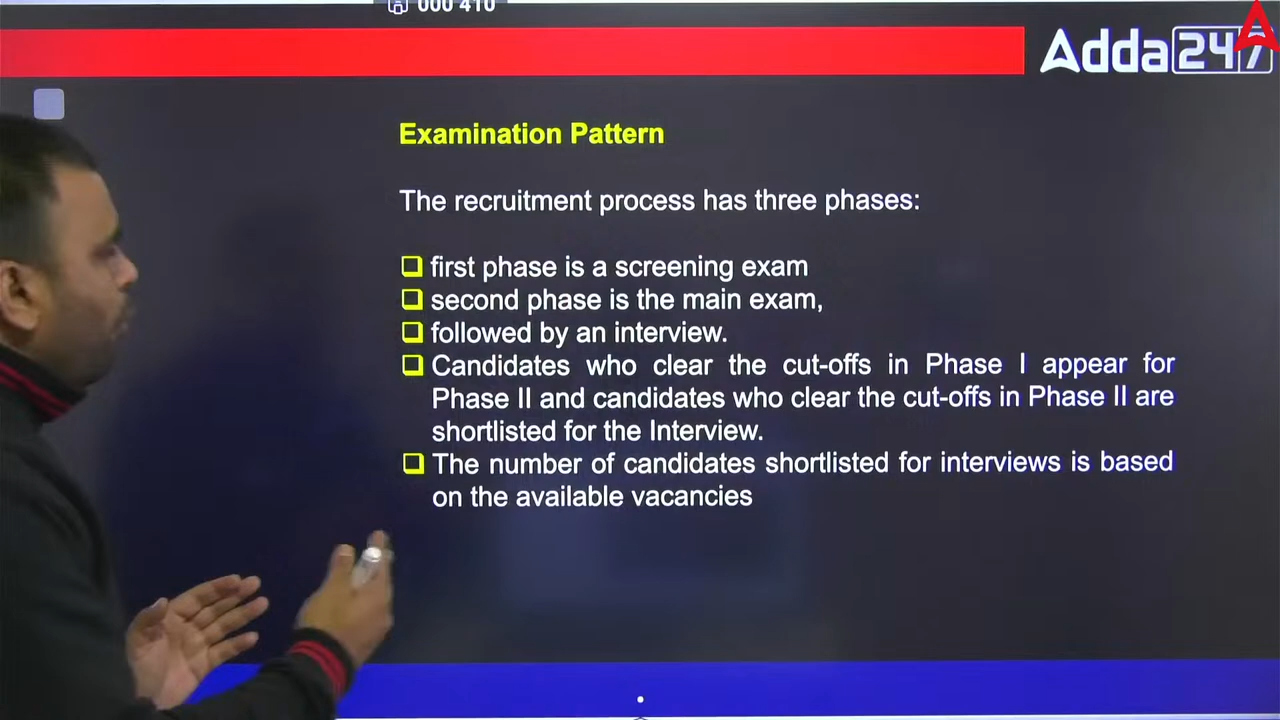 000 410
Adda247
Examination Pattern
The recruitment process has three phases:
first phase is a screening exam
second phase is the main exam,
followed by an interview.
Candidates who clear the cut-offs in Phase I appear for
Phase II and candidates who clear the cut-offs in Phase II are
shortlisted for the Interview.
The number of candidates shortlisted for interviews is based
on the available vacancies